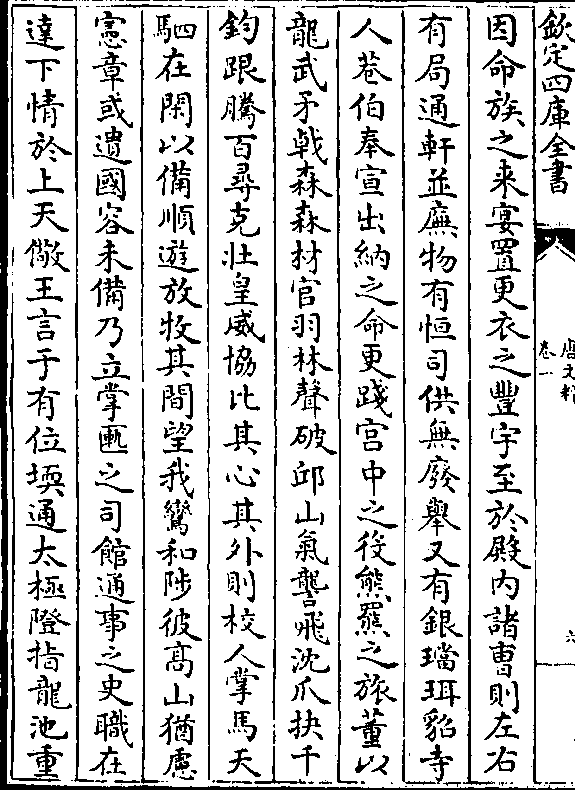 欽定四庫全書
唐文粹
卷一
六
因命族之来宴置更衣之豐宇至於殿内諸曺則左右
有局通軒並廡物有恒司供無廢舉又有銀璫珥貂寺
人巷伯奉宣出納之命更踐宫中之役熊羆之旅董以
龍武矛㦸森森材官羽林聲破邱山氣讋飛沈爪抉千
鈞跟騰百尋克壯皇威協比其心其外則校人掌馬天
駟在閑以備順遊放牧其間望我鸞和陟彼髙山猶慮
憲章或遺國容未備乃立掌匭之司館通事之史職在
達下情於上天儆王言于有位堧通太極隥指龍池重